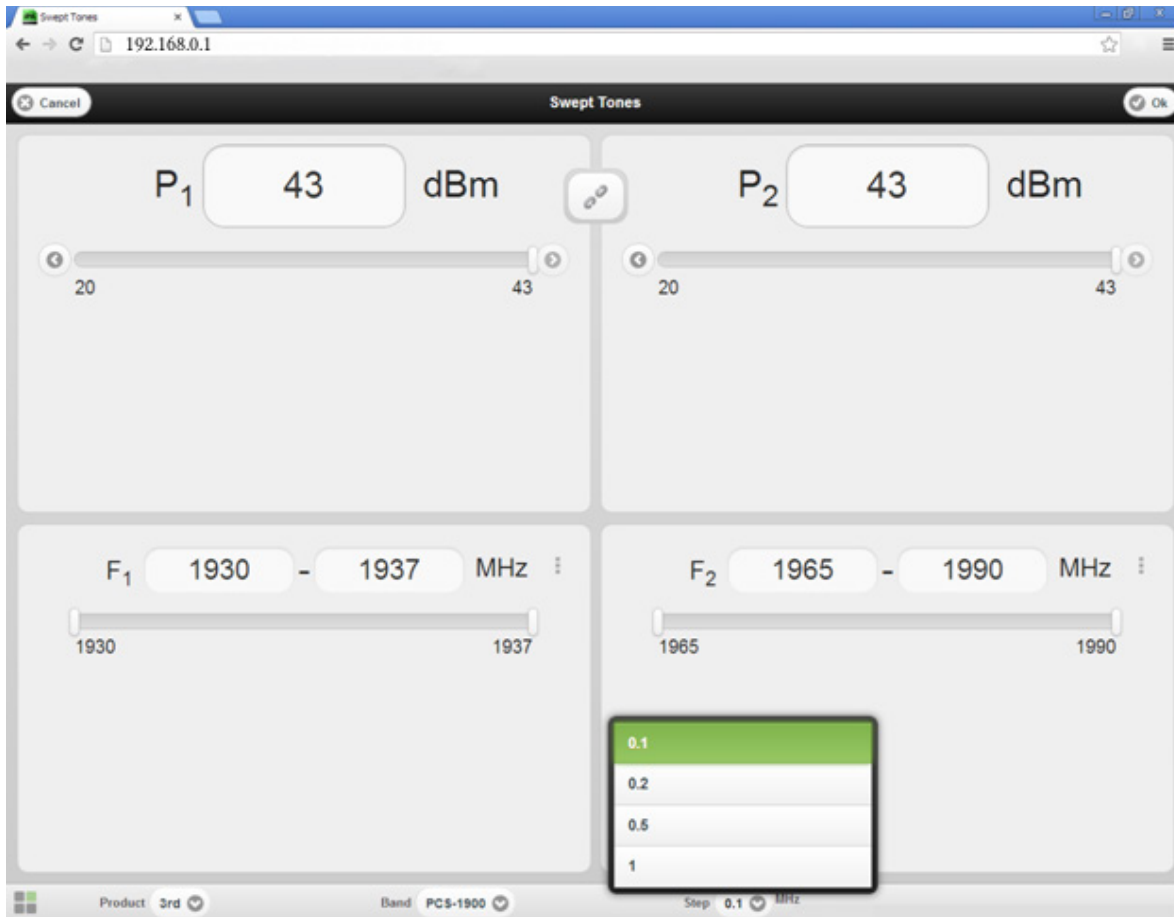 Swept Tones
192.168.0.1
Cancel Swept Tones Ok
P1 43 dBm
20 43
P2 43 dBm
20 43
F1 1930 - 1937 MHz
1930 1937
F2 1965 - 1990 MHz
1965 1990
0.1
0.2
0.5
1
Product 3rd Band PCS-1900 Step 0.1 MHz